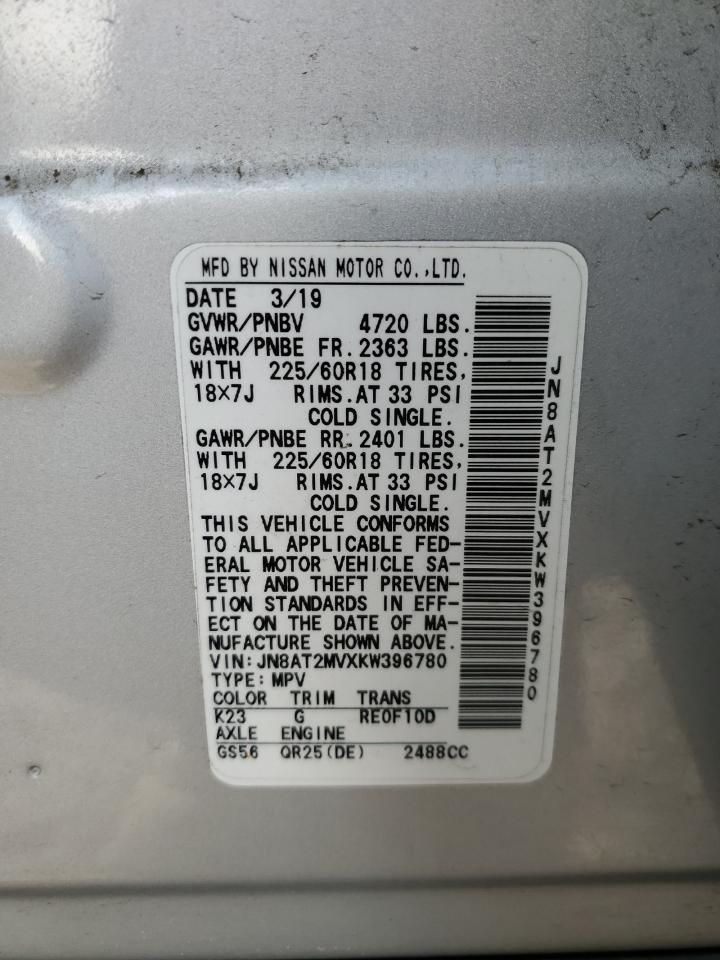 MFD BY NISSAN MOTOR CO.,LTD.
DATE 3/19
GVWR/PNBV 4720 LBS.
GAWR/PNBE FR. 2363 LBS.
WITH 225/60R18 TIRES,
18×7J RIMS.AT 33 PSI
COLD SINGLE.
GAWR/PNBE RR. 2401 LBS.
WITH 225/60R18 TIRES,
18×7J RIMS.AT 33 PSI
COLD SINGLE.
THIS VEHICLE CONFORMS
TO ALL APPLICABLE FED-
ERAL MOTOR VEHICLE SA-
FETY AND THEFT PREVEN-
TION STANDARDS IN EFF-
ECT ON THE DATE OF MA-
NUFACTURE SHOWN ABOVE.
VIN: JN8AT2MVXKW396780
TYPE: MPV
COLOR TRIM TRANS
K23 G RE0F10D
AXLE ENGINE
GS56 QR25(DE) 2488CC
JN8AT2MVXKW396780